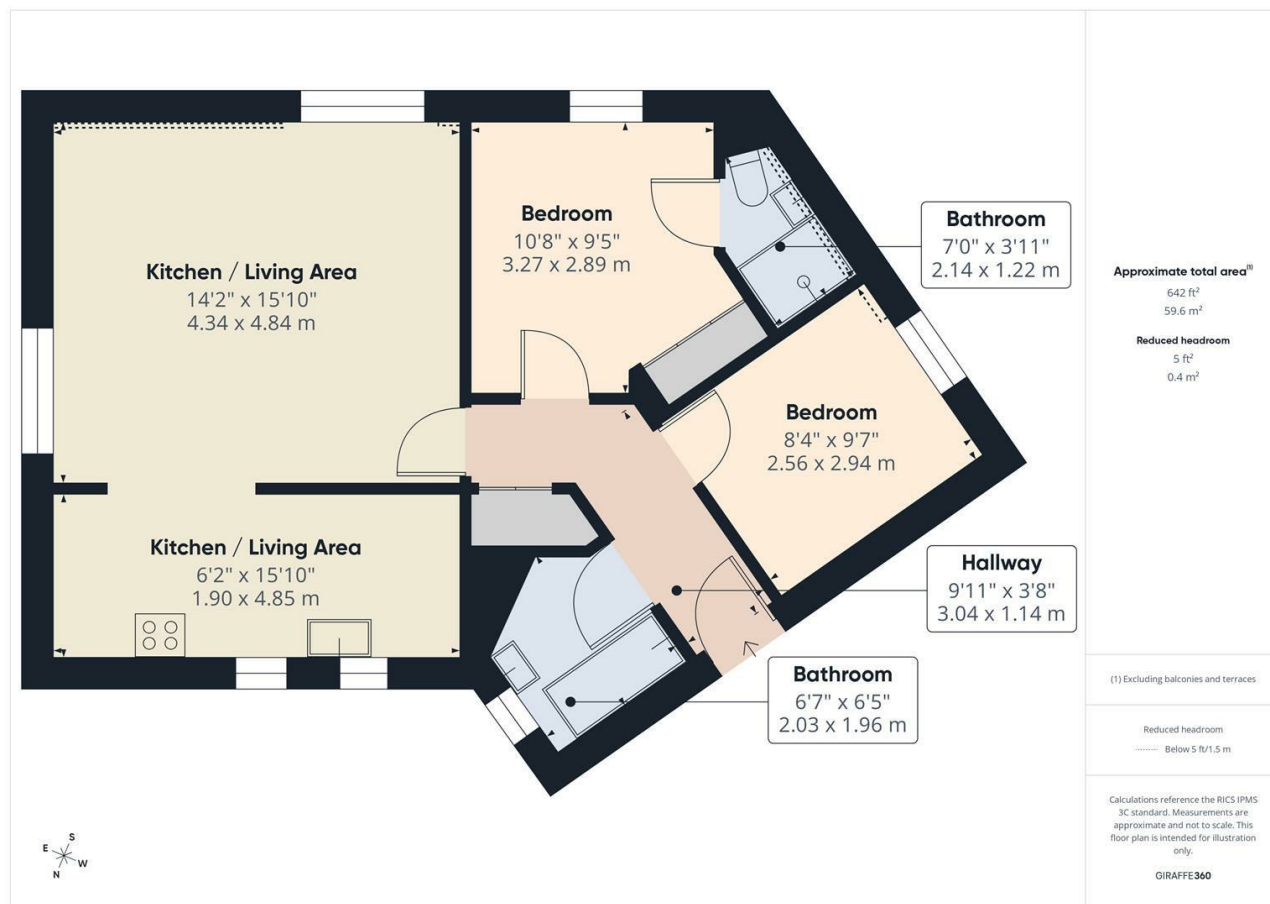 Kitchen / Living Area
14'2" x 15'10"
4.34 x 4.84 m
Bedroom
10'8" x 9'5"
3.27 x 2.89 m
Bathroom
7'0" x 3'11"
2.14 x 1.22 m
Bedroom
8'4" x 9'7"
2.56 x 2.94 m
Kitchen / Living Area
6'2" x 15'10"
1.90 x 4.85 m
Hallway
9'11" x 3'8"
3.04 x 1.14 m
Bathroom
6'7" x 6'5"
2.03 x 1.96 m
S
E
W
N
Approximate total area(1)
642 ft²
59.6 m²
Reduced headroom
5 ft²
0.4 m²
(1) Excluding balconies and terraces
Reduced headroom
Below 5 ft/1.5 m
Calculations reference the RICS IPMS
3C standard. Measurements are
approximate and not to scale. This
floor plan is intended for illustration
only.
GIRAFFE360